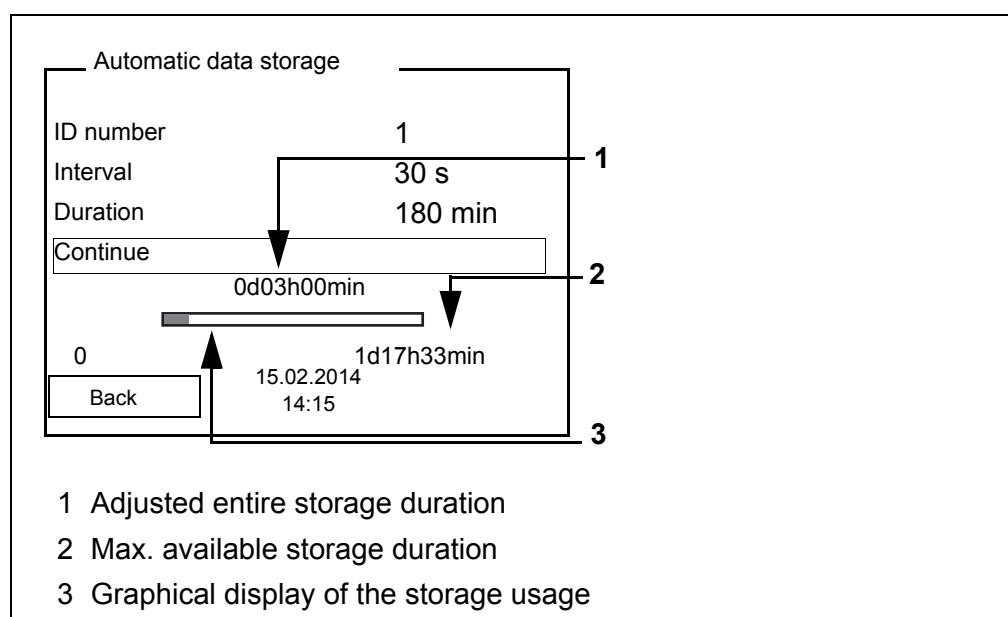 Automatic data storage
ID number 1
Interval 30 s
Duration 180 min
Continue
0d03h00min
0 1d17h33min
15.02.2014
Back 14:15
1
2
3
1 Adjusted entire storage duration
2 Max. available storage duration
3 Graphical display of the storage usage